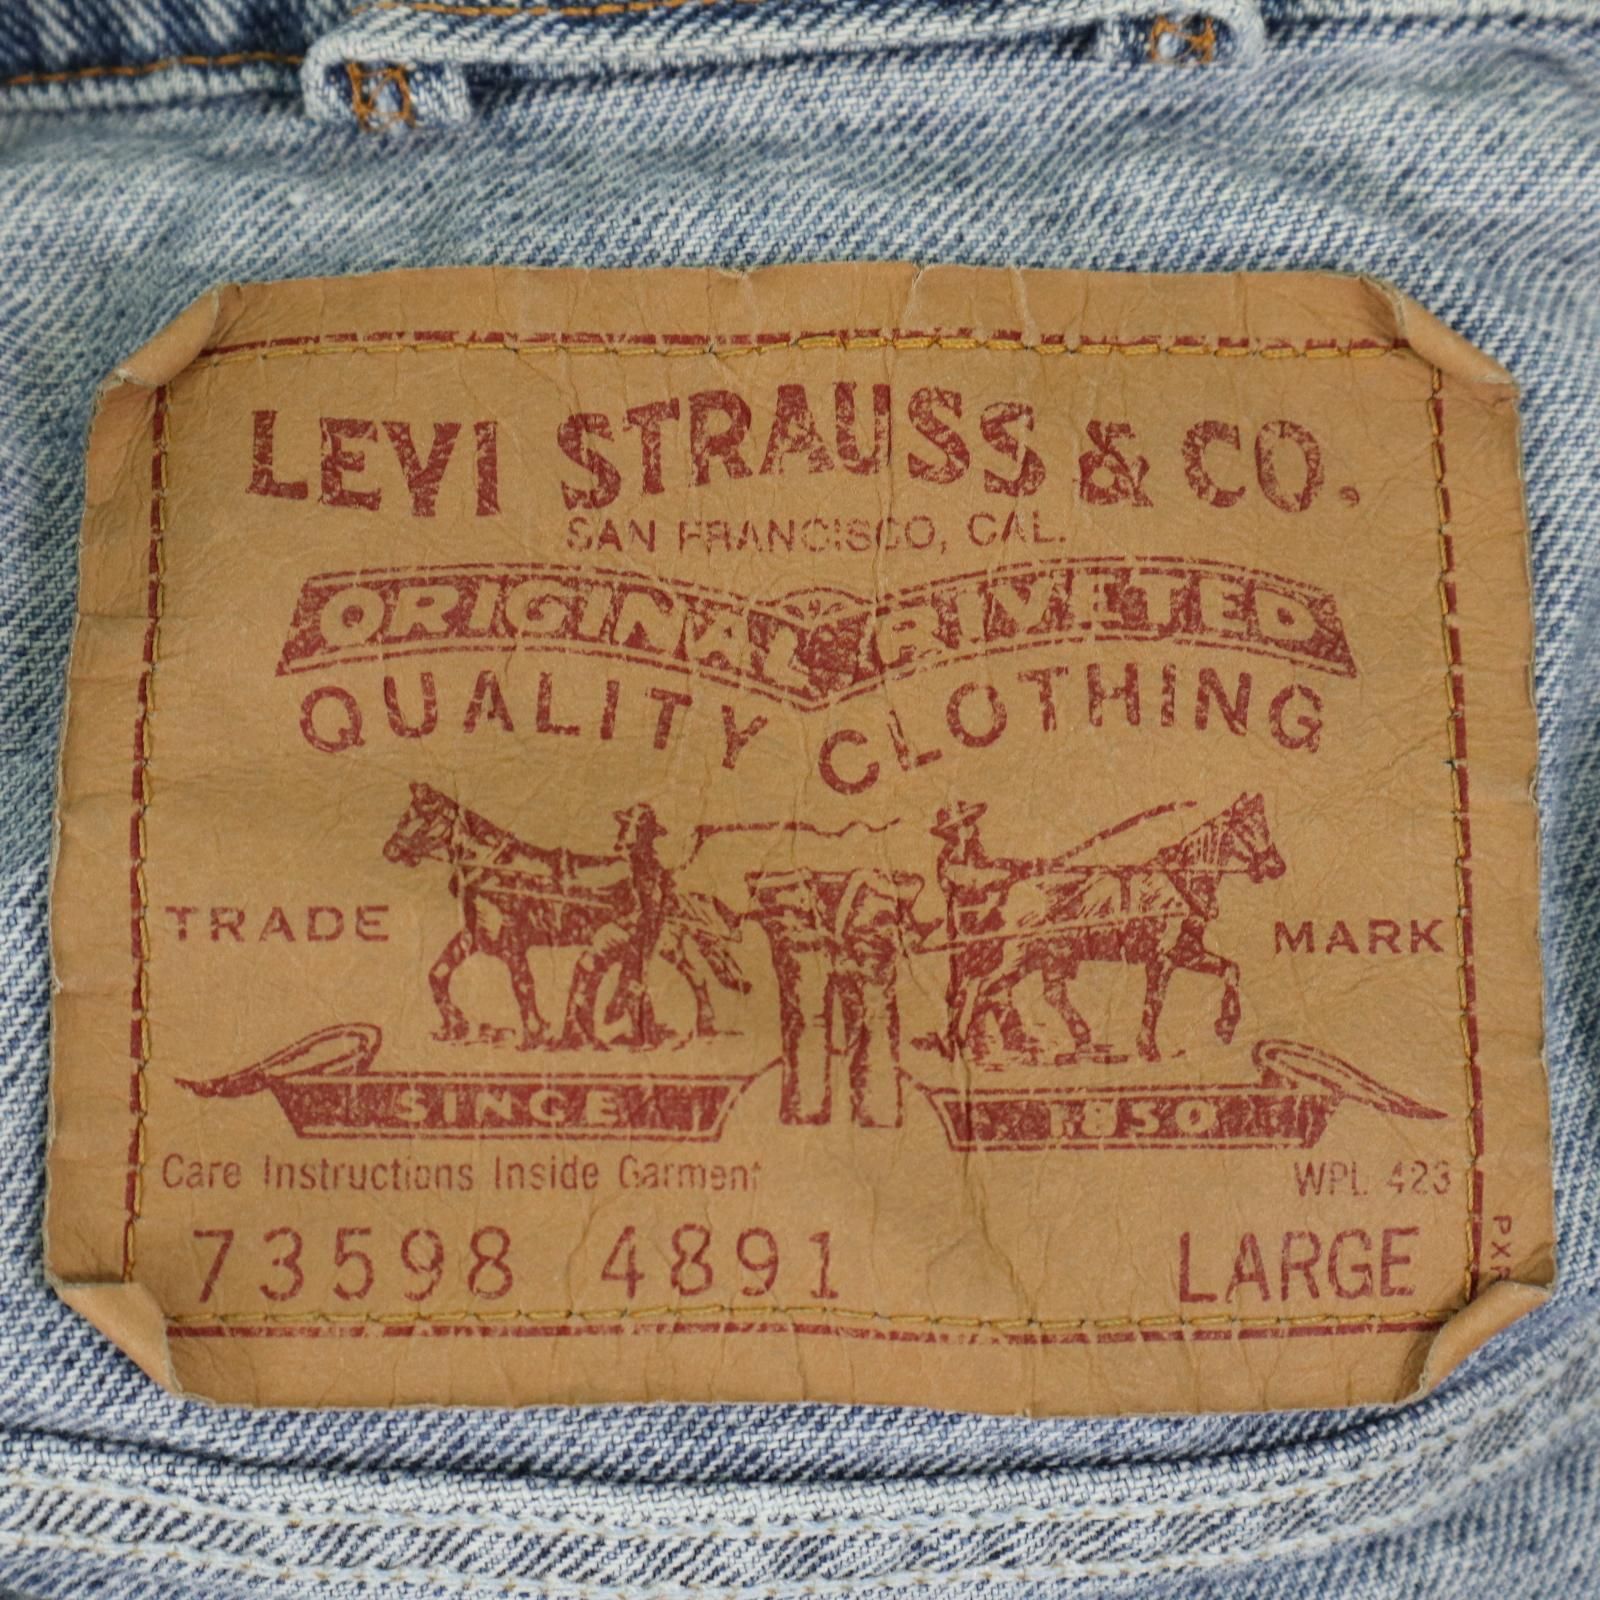 LEVI STRAUSS & CO.
SAN FRANCISCO, CAL.
ORIGINAL RIVETED
QUALITY CLOTHING
TRADE MARK
SINCE 1850
Care Instructions Inside Garment WPL 423
73598 4891 LARGE